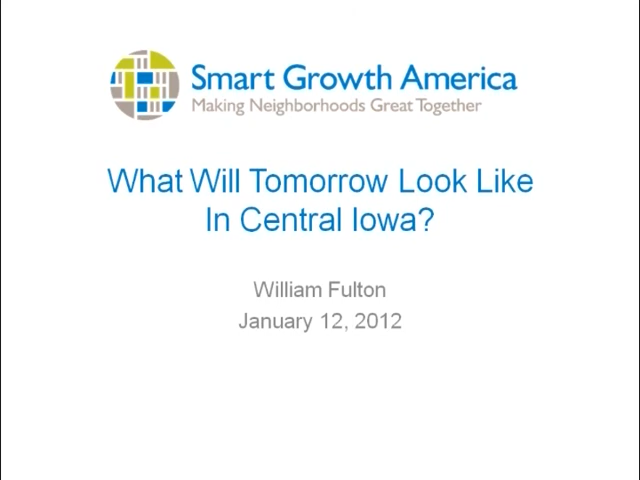 Smart Growth America
Making Neighborhoods Great Together
What Will Tomorrow Look Like
In Central Iowa?
William Fulton
January 12, 2012